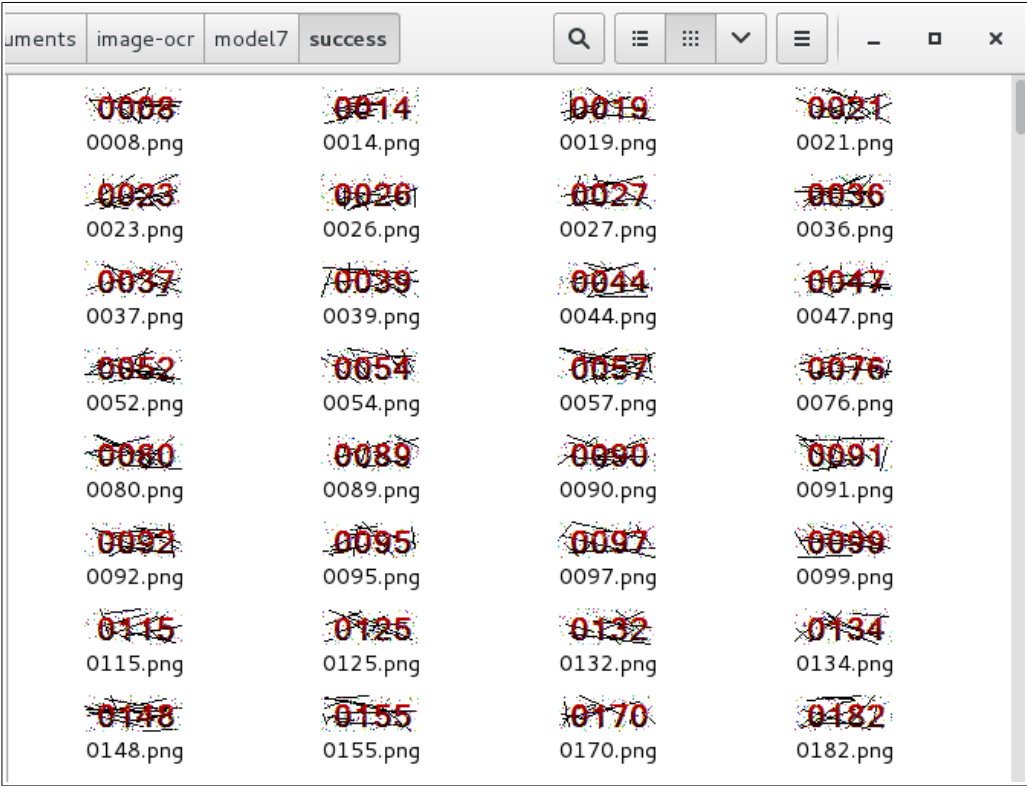 uments image-ocr model7 success
0008 0014 0019 0021
0008.png 0014.png 0019.png 0021.png
0023 0026 0027 0036
0023.png 0026.png 0027.png 0036.png
0037 0039 0044 0047
0037.png 0039.png 0044.png 0047.png
0052 0054 0057 0076
0052.png 0054.png 0057.png 0076.png
0080 0089 0090 0091
0080.png 0089.png 0090.png 0091.png
0092 0095 0097 0099
0092.png 0095.png 0097.png 0099.png
0115 0125 0132 0134
0115.png 0125.png 0132.png 0134.png
0148 0155 0170 0182
0148.png 0155.png 0170.png 0182.png